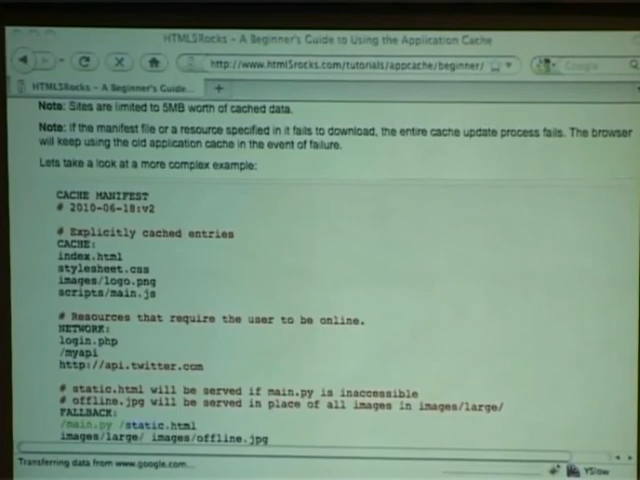 HTML5Rocks - A Beginner's Guide to Using the Application Cache
http://www.html5rocks.com/tutorials/appcache/beginner/
Google
HTML5Rocks - A Beginner's Guide...
Note: Sites are limited to 5MB worth of cached data.
Note: If the manifest file or a resource specified in it fails to download, the entire cache update process fails. The browser
will keep using the old application cache in the event of failure.
Lets take a look at a more complex example:
CACHE MANIFEST
# 2010-06-18:v2
# Explicitly cached entries
CACHE:
index.html
stylesheet.css
images/logo.png
scripts/main.js
# Resources that require the user to be online.
NETWORK:
login.php
/myapi
http://api.twitter.com
# static.html will be served if main.py is inaccessible
# offline.jpg will be served in place of all images in images/large/
FALLBACK:
/main.py /static.html
images/large/ images/offline.jpg
Transferring data from www.google.com...
YSlow